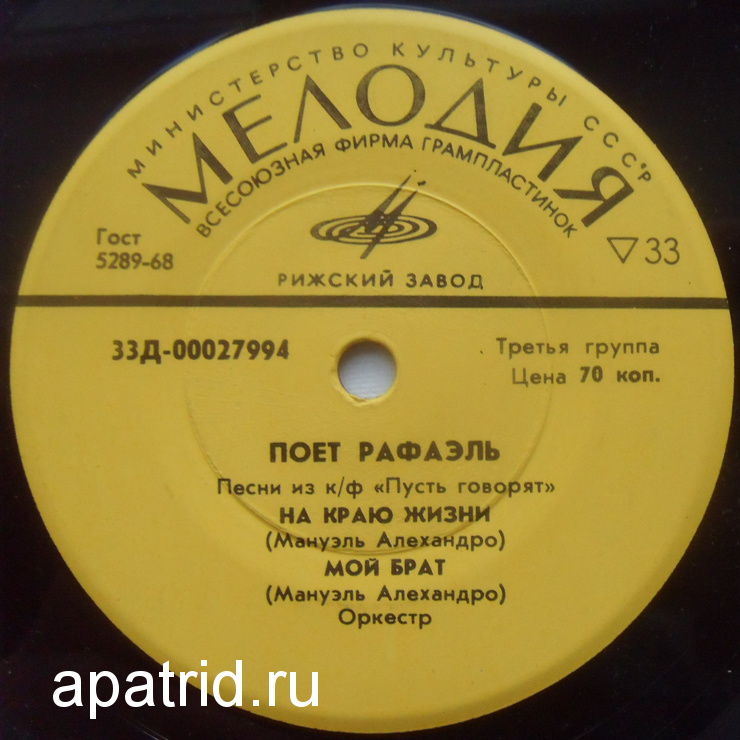 МИНИСТЕРСТВО КУЛЬТУРЫ СССР
МЕЛОДИЯ
ВСЕСОЮЗНАЯ ФИРМА ГРАМПЛАСТИНОК
Гост
5289-68
▽33
РИЖСКИЙ ЗАВОД
33Д-00027994
Третья группа
Цена 70 коп.
ПОЕТ РАФАЭЛЬ
Песни из к/ф «Пусть говорят»
НА КРАЮ ЖИЗНИ
(Мануэль Алехандро)
МОЙ БРАТ
(Мануэль Алехандро)
Оркестр
apatrid.ru